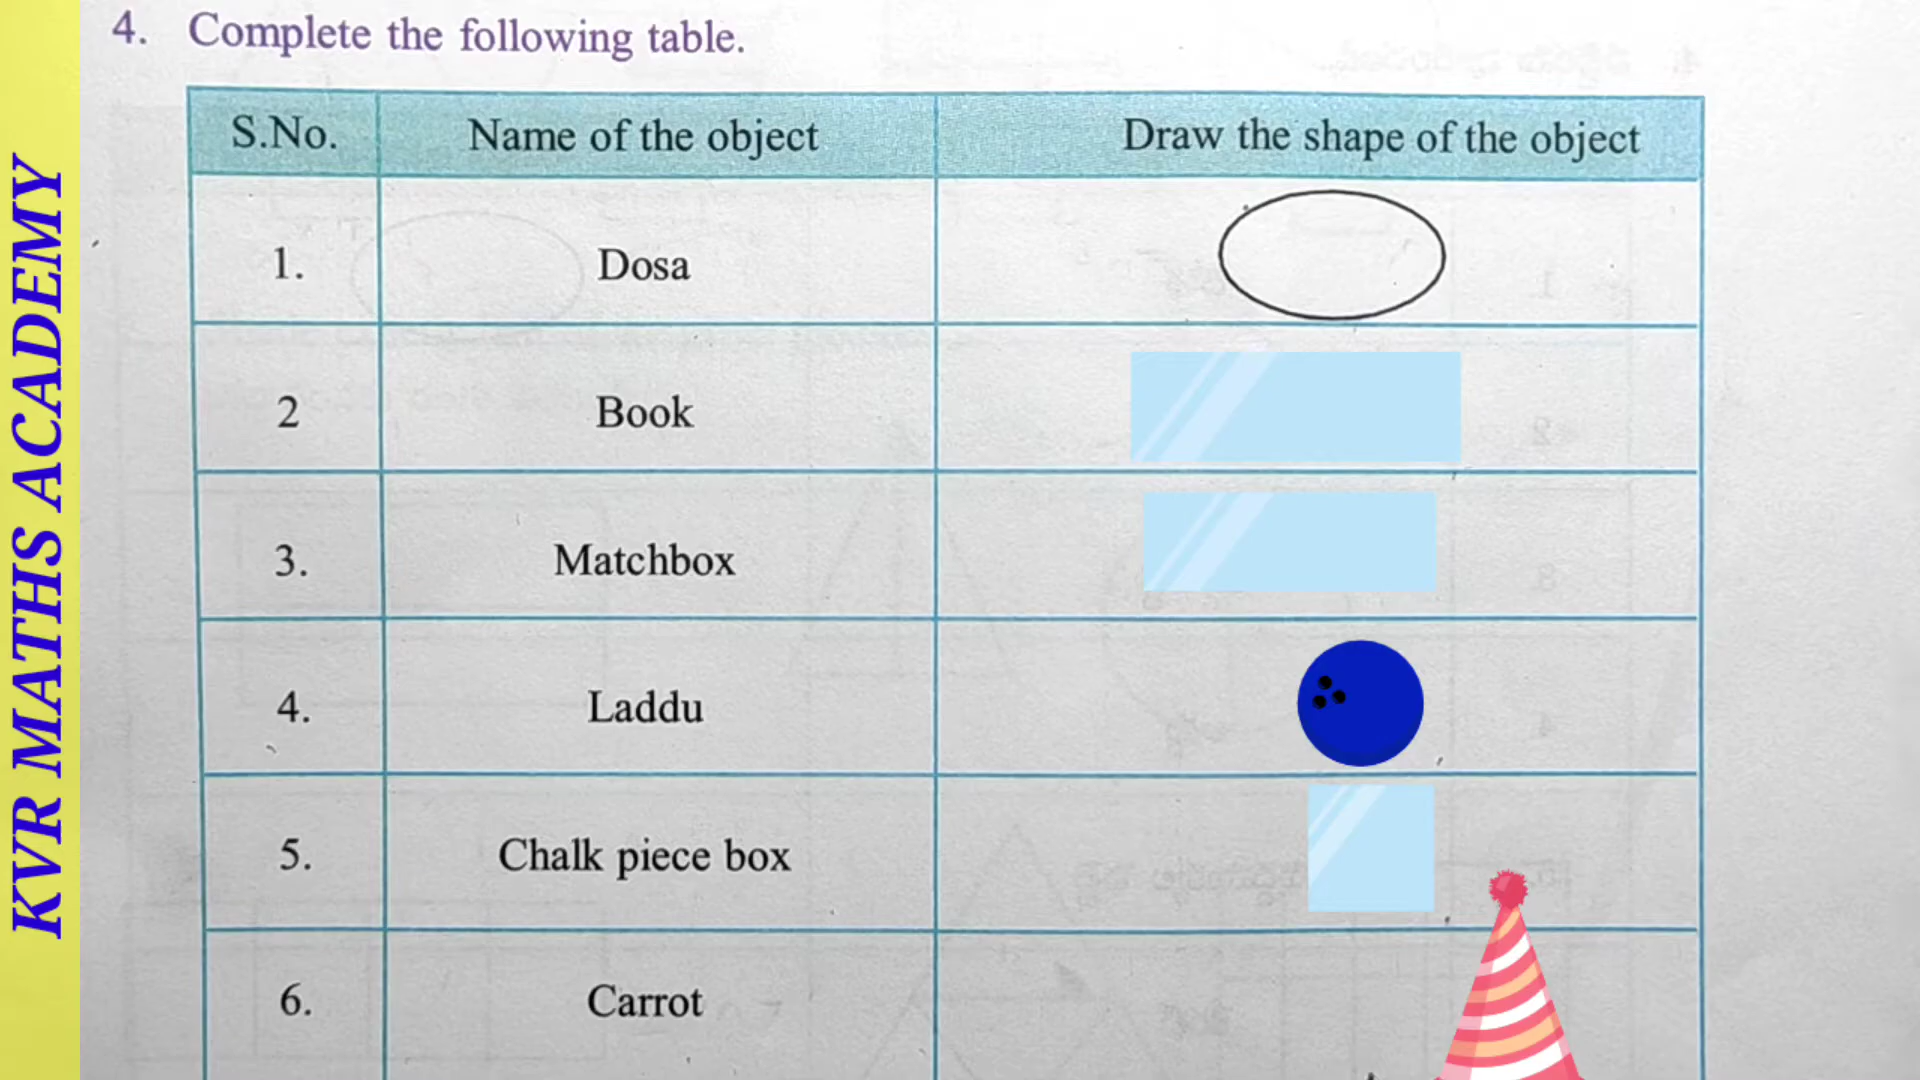 KVR MATHS ACADEMY
4. Complete the following table.
S.No. Name of the object Draw the shape of the object
1. Dosa
2 Book
3. Matchbox
4. Laddu
5. Chalk piece box
6. Carrot